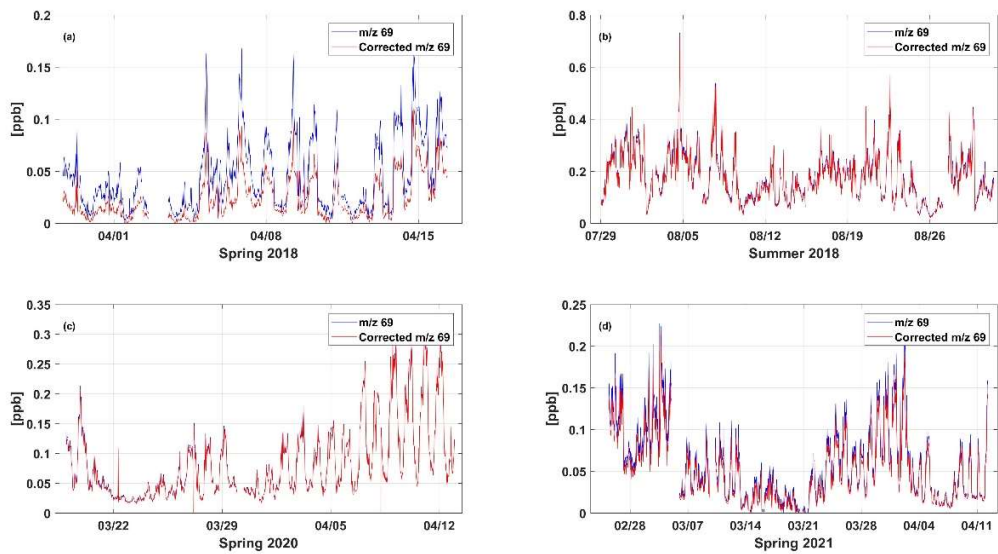 (a)
m/z 69
Corrected m/z 69
[ppb]
0.2
0.15
0.1
0.05
0
04/01
04/08
04/15
Spring 2018
(b)
m/z 69
Corrected m/z 69
[ppb]
0.8
0.6
0.4
0.2
0
07/29
08/05
08/12
08/19
08/26
Summer 2018
(c)
m/z 69
Corrected m/z 69
[ppb]
0.35
0.3
0.25
0.2
0.15
0.1
0.05
0
03/22
03/29
04/05
04/12
Spring 2020
(d)
m/z 69
Corrected m/z 69
[ppb]
0.25
0.2
0.15
0.1
0.05
0
02/28
03/07
03/14
03/21
03/28
04/04
04/11
Spring 2021